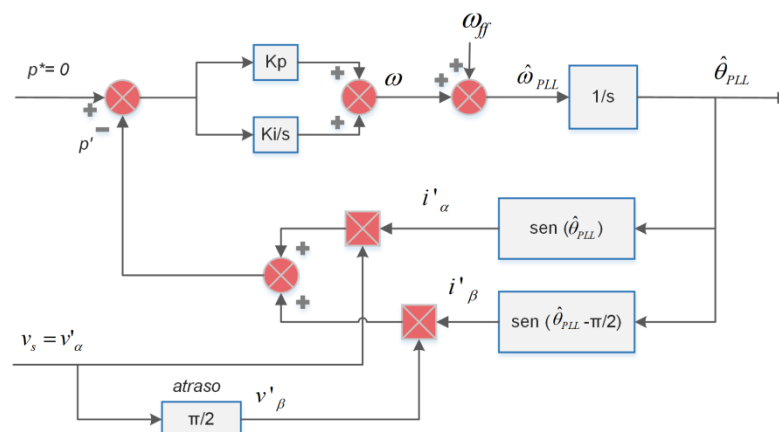 ω_ff
p*= 0
Kp
ω
ω̂_PLL
1/s
θ̂_PLL
p'
Ki/s
i'_α
sen (θ̂_PLL)
i'_β
sen (θ̂_PLL -π/2)
v_s = v'_α
atraso
π/2
v'_β